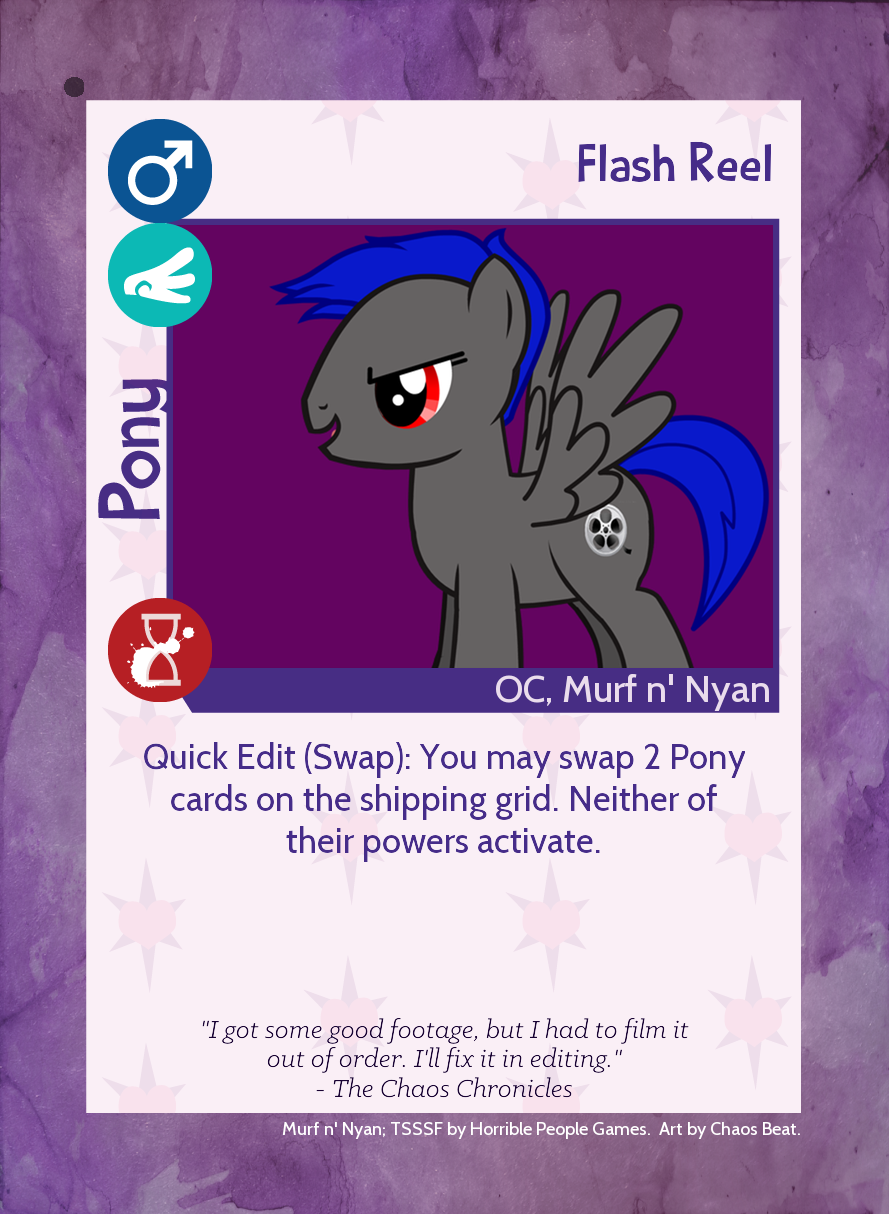 Flash Reel
Pony
OC, Murf n' Nyan
Quick Edit (Swap): You may swap 2 Pony
cards on the shipping grid. Neither of
their powers activate.
"I got some good footage, but I had to film it
out of order. I'll fix it in editing."
- The Chaos Chronicles
Murf n' Nyan; TSSSF by Horrible People Games.  Art by Chaos Beat.